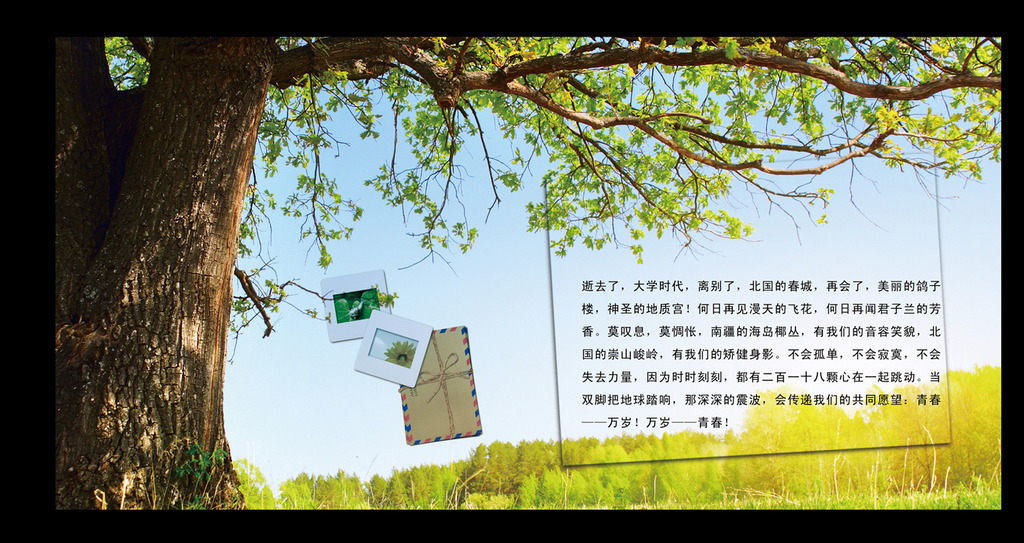 逝去了，大学时代，离别了，北国的春城，再会了，美丽的鸽子
楼，神圣的地质宫！何日再见漫天的飞花，何日再闻君子兰的芳
香。莫叹息，莫惆怅，南疆的海岛椰丛，有我们的音容笑貌，北
国的崇山峻岭，有我们的矫健身影。不会孤单，不会寂寞，不会
失去力量，因为时时刻刻，都有二百一十八颗心在一起跳动。当
双脚把地球踏响，那深深的震波，会传递我们的共同愿望：青春
——万岁！万岁——青春！